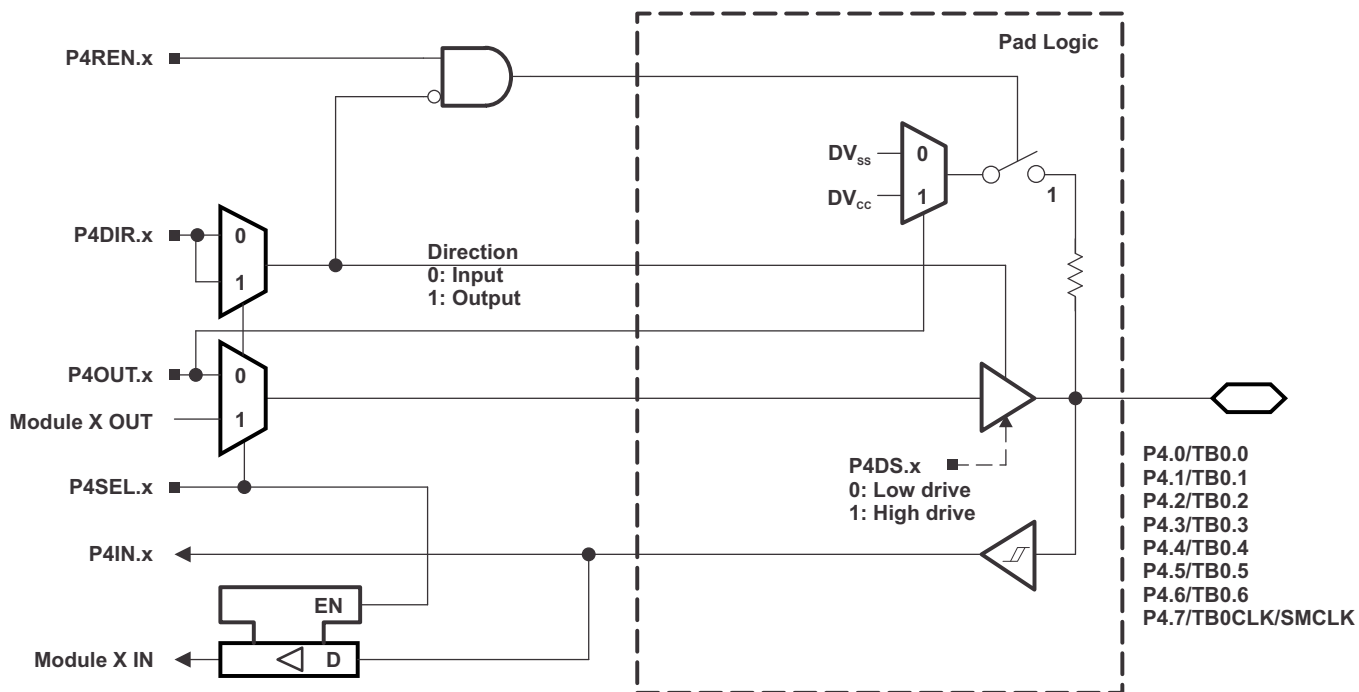 Pad Logic
P4REN.x
DVss
0
DVcc
1
1
P4DIR.x
0
1
Direction
0: Input
1: Output
P4OUT.x
0
Module X OUT
1
P4SEL.x
P4DS.x
0: Low drive
1: High drive
P4.0/TB0.0
P4.1/TB0.1
P4.2/TB0.2
P4.3/TB0.3
P4.4/TB0.4
P4.5/TB0.5
P4.6/TB0.6
P4.7/TB0CLK/SMCLK
P4IN.x
EN
Module X IN
D